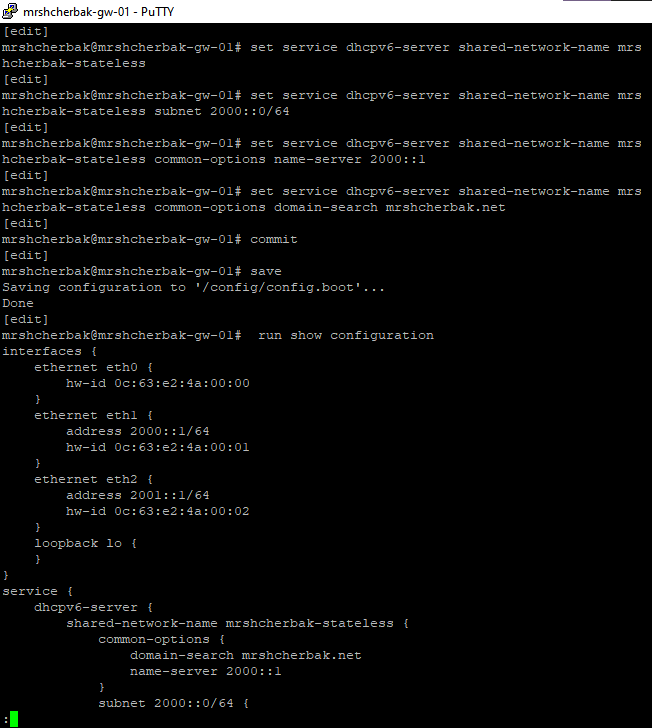 mrshcherbak-gw-01 - PuTTY
[edit]
mrshcherbak@mrshcherbak-gw-01# set service dhcpv6-server shared-network-name mrs
hcherbak-stateless
[edit]
mrshcherbak@mrshcherbak-gw-01# set service dhcpv6-server shared-network-name mrs
hcherbak-stateless subnet 2000::0/64
[edit]
mrshcherbak@mrshcherbak-gw-01# set service dhcpv6-server shared-network-name mrs
hcherbak-stateless common-options name-server 2000::1
[edit]
mrshcherbak@mrshcherbak-gw-01# set service dhcpv6-server shared-network-name mrs
hcherbak-stateless common-options domain-search mrshcherbak.net
[edit]
mrshcherbak@mrshcherbak-gw-01# commit
[edit]
mrshcherbak@mrshcherbak-gw-01# save
Saving configuration to '/config/config.boot'...
Done
[edit]
mrshcherbak@mrshcherbak-gw-01#  run show configuration
interfaces {
    ethernet eth0 {
        hw-id 0c:63:e2:4a:00:00
    }
    ethernet eth1 {
        address 2000::1/64
        hw-id 0c:63:e2:4a:00:01
    }
    ethernet eth2 {
        address 2001::1/64
        hw-id 0c:63:e2:4a:00:02
    }
    loopback lo {
    }
}
service {
    dhcpv6-server {
        shared-network-name mrshcherbak-stateless {
            common-options {
                domain-search mrshcherbak.net
                name-server 2000::1
            }
            subnet 2000::0/64 {
: